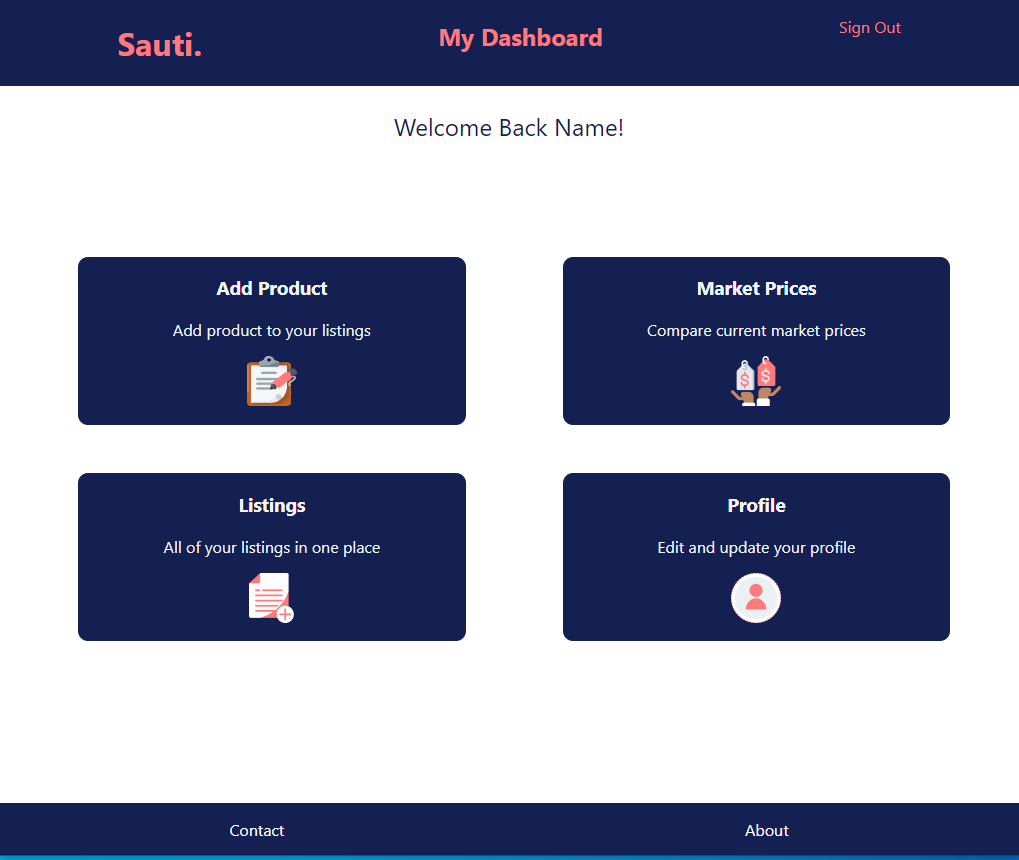 Sauti.
My Dashboard
Sign Out
Welcome Back Name!
Add Product
Add product to your listings
Market Prices
Compare current market prices
$
$
Listings
All of your listings in one place
Profile
Edit and update your profile
Contact
About